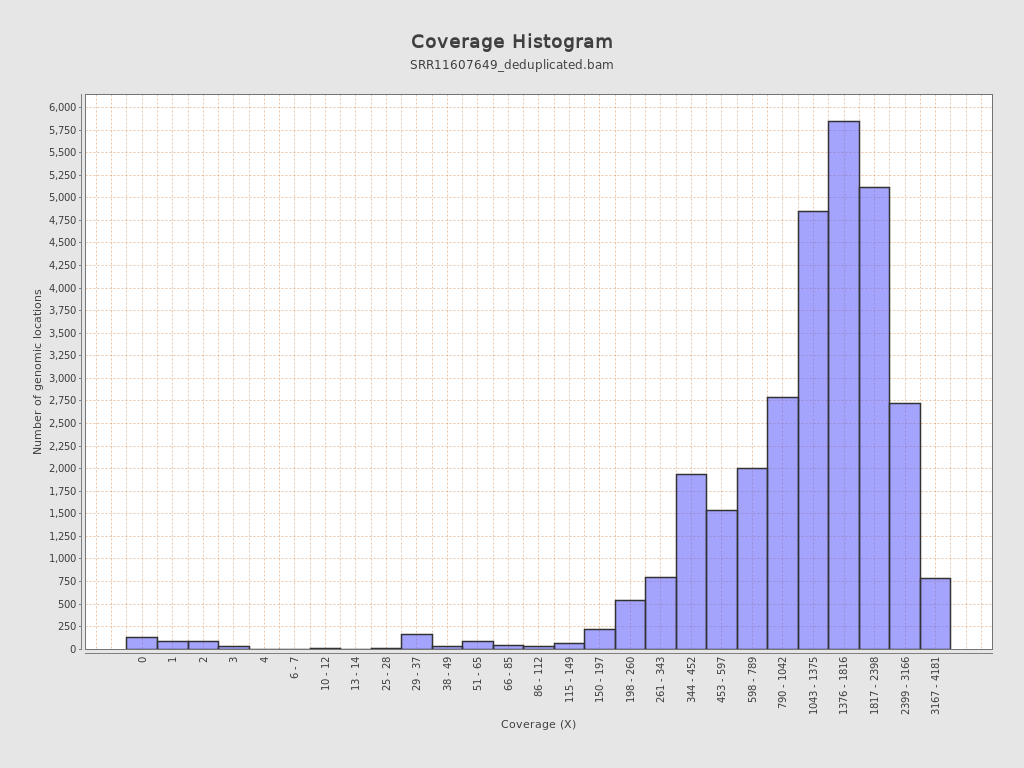 Coverage Histogram
SRR11607649_deduplicated.bam
Number of genomic locations
6,000
5,750
5,500
5,250
5,000
4,750
4,500
4,250
4,000
3,750
3,500
3,250
3,000
2,750
2,500
2,250
2,000
1,750
1,500
1,250
1,000
750
500
250
0
0
1
2
3
4
6 - 7
10 - 12
13 - 14
25 - 28
29 - 37
38 - 49
51 - 65
66 - 85
86 - 112
115 - 149
150 - 197
198 - 260
261 - 343
344 - 452
453 - 597
598 - 789
790 - 1042
1043 - 1375
1376 - 1816
1817 - 2398
2399 - 3166
3167 - 4181
Coverage (X)